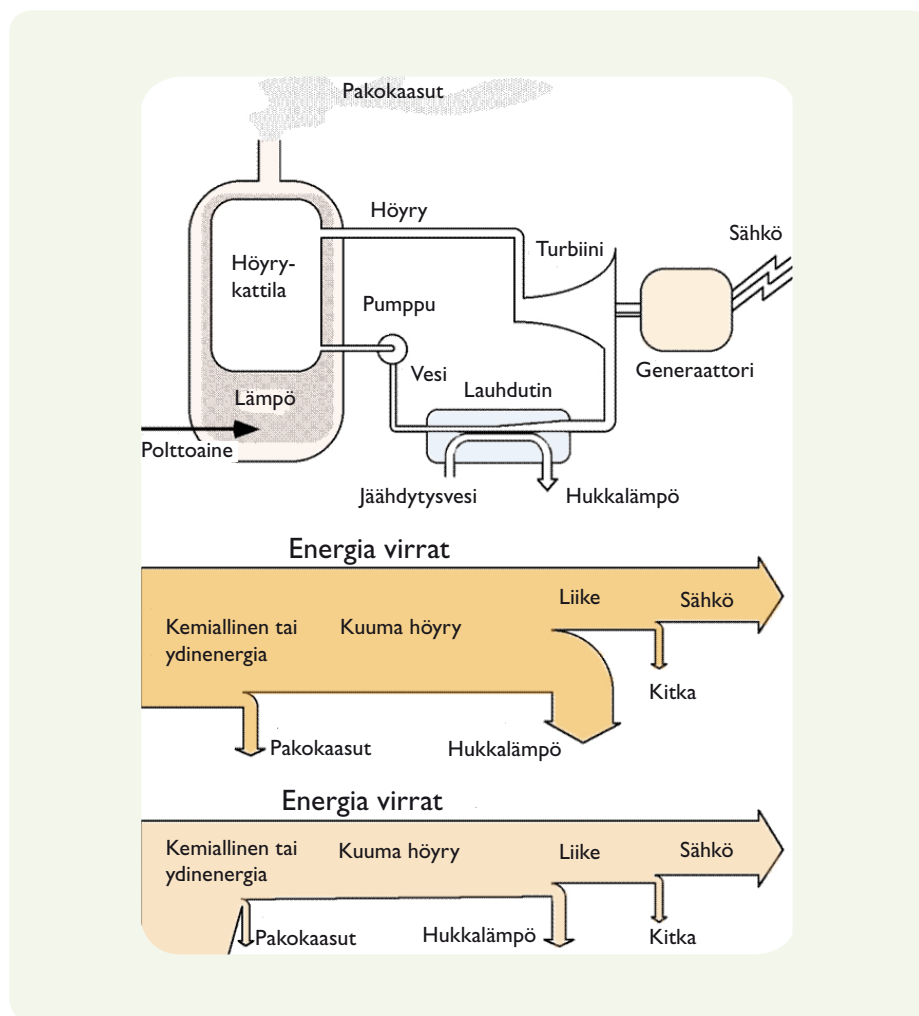 Pakokaasut
Höyry
Turbiini
Sähkö
Höyry-
kattila
Pumppu
Vesi
Generaattori
Lämpö
Lauhdutin
Polttoaine
Jäähdytysvesi
Hukkalämpö
Energia virrat
Liike
Sähkö
Kemiallinen tai
ydinenergia
Kuuma höyry
Kitka
Pakokaasut
Hukkalämpö
Energia virrat
Kemiallinen tai
ydinenergia
Kuuma höyry
Liike
Sähkö
Pakokaasut
Hukkalämpö
Kitka